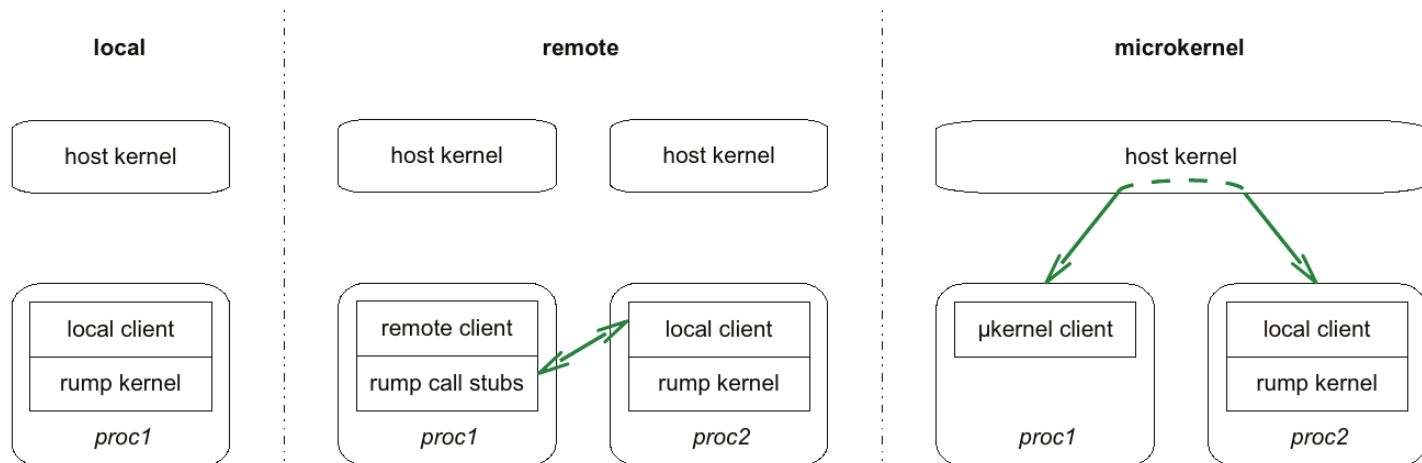 local
remote
microkernel
host kernel
host kernel
host kernel
host kernel
local client
rump kernel
proc1
remote client
rump call stubs
proc1
local client
rump kernel
proc2
µkernel client
proc1
local client
rump kernel
proc2